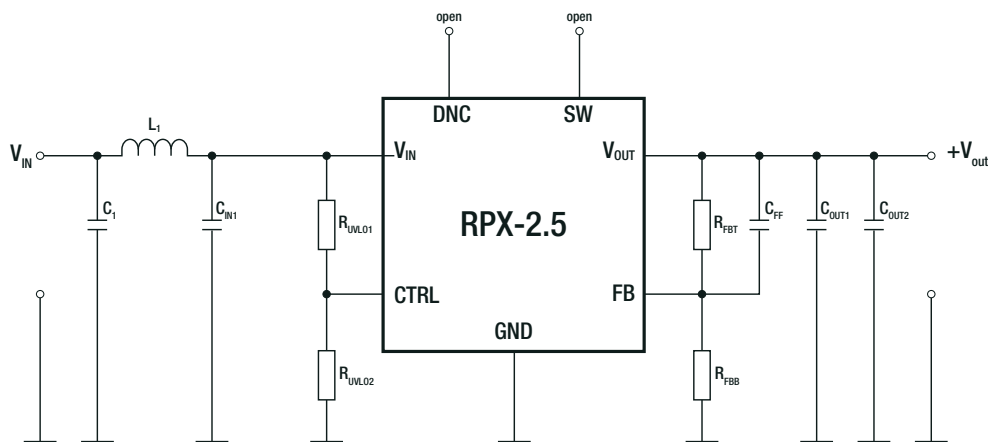 open open
DNC SW
L1
VIN VIN VOUT +Vout
C1 CIN1 RUVLO1 RPX-2.5 RFBT CFF COUT1 COUT2
CTRL FB
GND
RUVLO2 RFBB